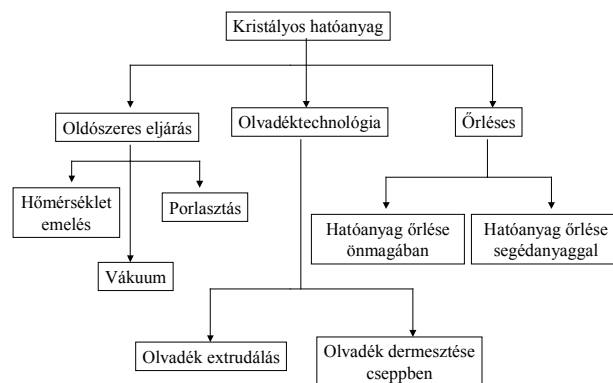 Kristályos hatóanyag
Oldószeres eljárás
Olvadéktechnológia
Őrléses
Hőmérséklet
emelés
Porlasztás
Vákuum
Hatóanyag őrlése
önmagában
Hatóanyag őrlése
segédanyaggal
Olvadék extrudálás
Olvadék dermesztése
cseppben